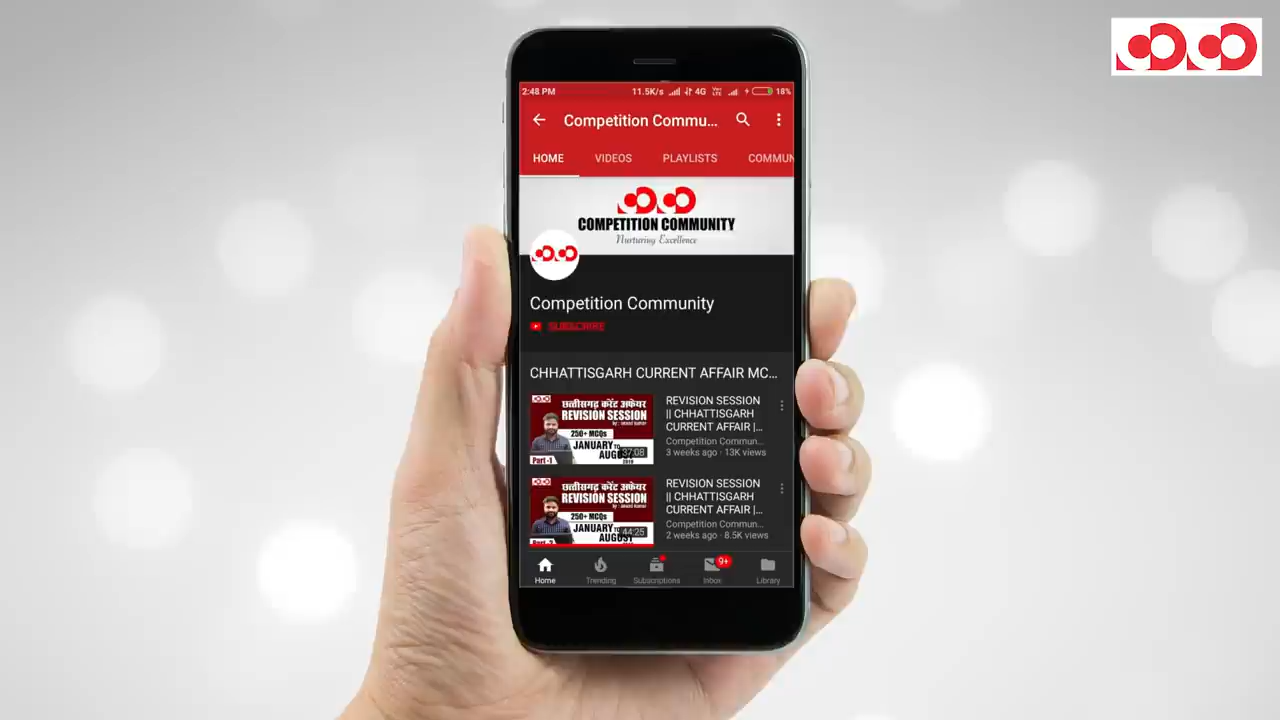 2:48 PM 11.5K/s 4G VoLTE 18%
Competition Commu...
HOME VIDEOS PLAYLISTS COMMUN
COMPETITION COMMUNITY
Nurturing Excellence
Competition Community
SUBSCRIBE
CHHATTISGARH CURRENT AFFAIR MC...
छत्तीसगढ़ करेंट अफेयर
REVISION SESSION
250+ MCQs
JANUARY TO
AUGUST
2019
Part -1
37:08
REVISION SESSION
|| CHHATTISGARH
CURRENT AFFAIR |...
Competition Commun...
3 weeks ago · 13K views
छत्तीसगढ़ करेंट अफेयर
REVISION SESSION
250+ MCQs
JANUARY TO
AUGUST
44:25
REVISION SESSION
|| CHHATTISGARH
CURRENT AFFAIR |...
Competition Commun...
2 weeks ago · 8.5K views
9+
Home Trending Subscriptions Inbox Library